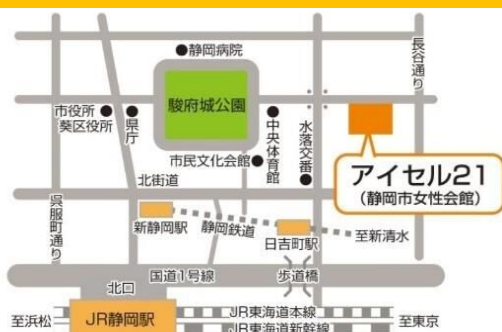 静岡病院
長谷通り
駿府城公園
市役所
葵区役所
県庁
中央体育館
水落交番
市民文化会館
アイセル21
(静岡市女性会館)
北街道
呉服町通り
新静岡駅
静岡鉄道
日吉町駅
至新清水
国道1号線
歩道橋
北口
至浜松
JR静岡駅
JR東海道本線
JR東海道新幹線
至東京